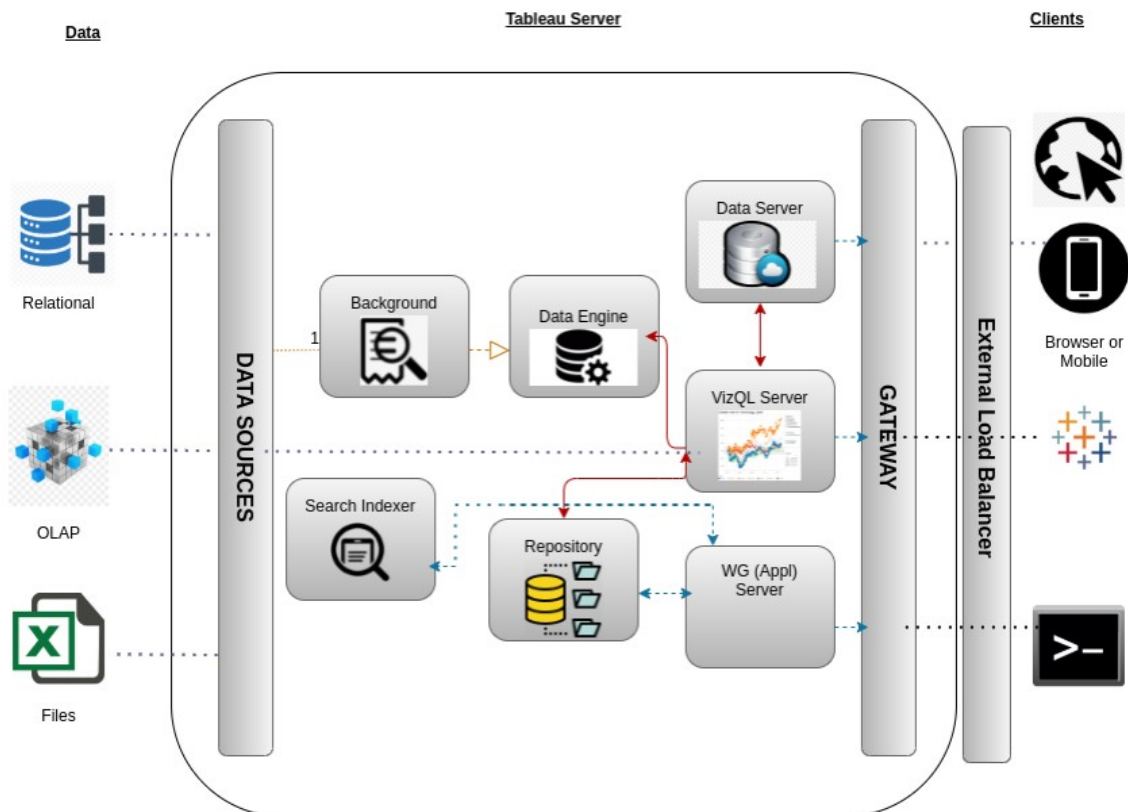 Data
Tableau Server
Clients
Relational
OLAP
Files
DATA SOURCES
1
Background
Data Engine
Data Server
VizQL Server
Search Indexer
Repository
WG (Appl)
Server
GATEWAY
External Load Balancer
Browser or
Mobile